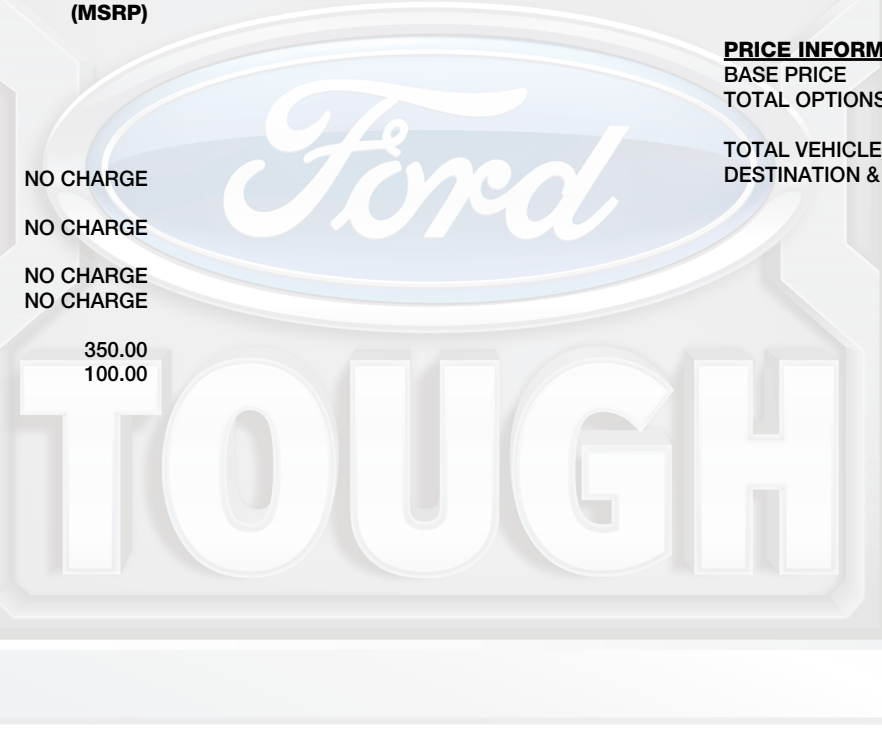 (MSRP)
NO CHARGE
NO CHARGE
NO CHARGE
NO CHARGE
350.00
100.00
PRICE INFORM
BASE PRICE
TOTAL OPTIONS
TOTAL VEHICLE
DESTINATION &
Ford
TOUGH